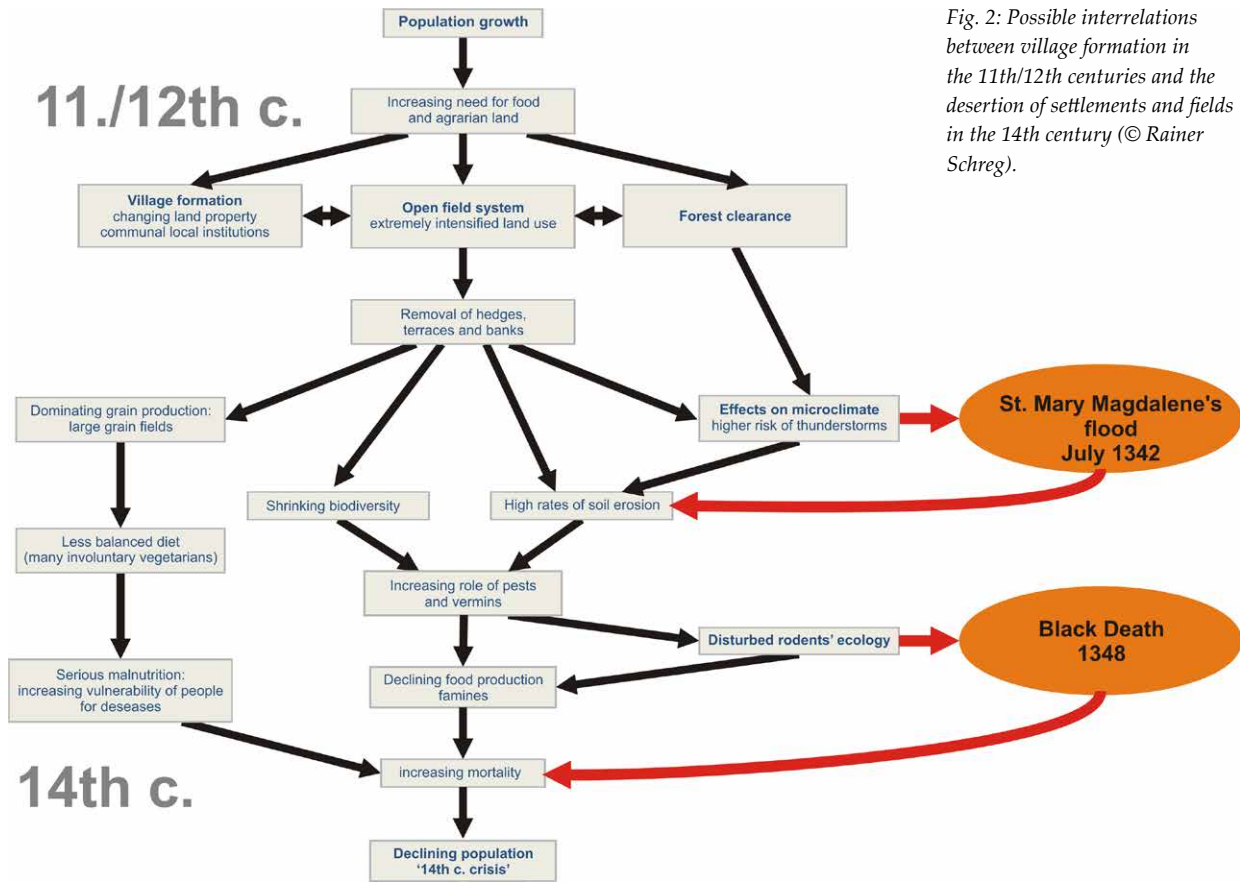 Population growth
Fig. 2: Possible interrelations
between village formation in
the 11th/12th centuries and the
desertion of settlements and fields
in the 14th century (© Rainer
Schreg).
11./12th c.
Increasing need for food
and agrarian land
Village formation
changing land property
communal local institutions
Open field system
extremely intensified land use
Forest clearance
Removal of hedges,
terraces and banks
Dominating grain production:
large grain fields
Effects on microclimate
higher risk of thunderstorms
St. Mary Magdalene's
flood
July 1342
Shrinking biodiversity
High rates of soil erosion
Less balanced diet
(many involuntary vegetarians)
Increasing role of pests
and vermins
Disturbed rodents' ecology
Black Death
1348
Serious malnutrition:
increasing vulnerability of people
for deseases
Declining food production
famines
14th c.
increasing mortality
Declining population
'14th c. crisis'